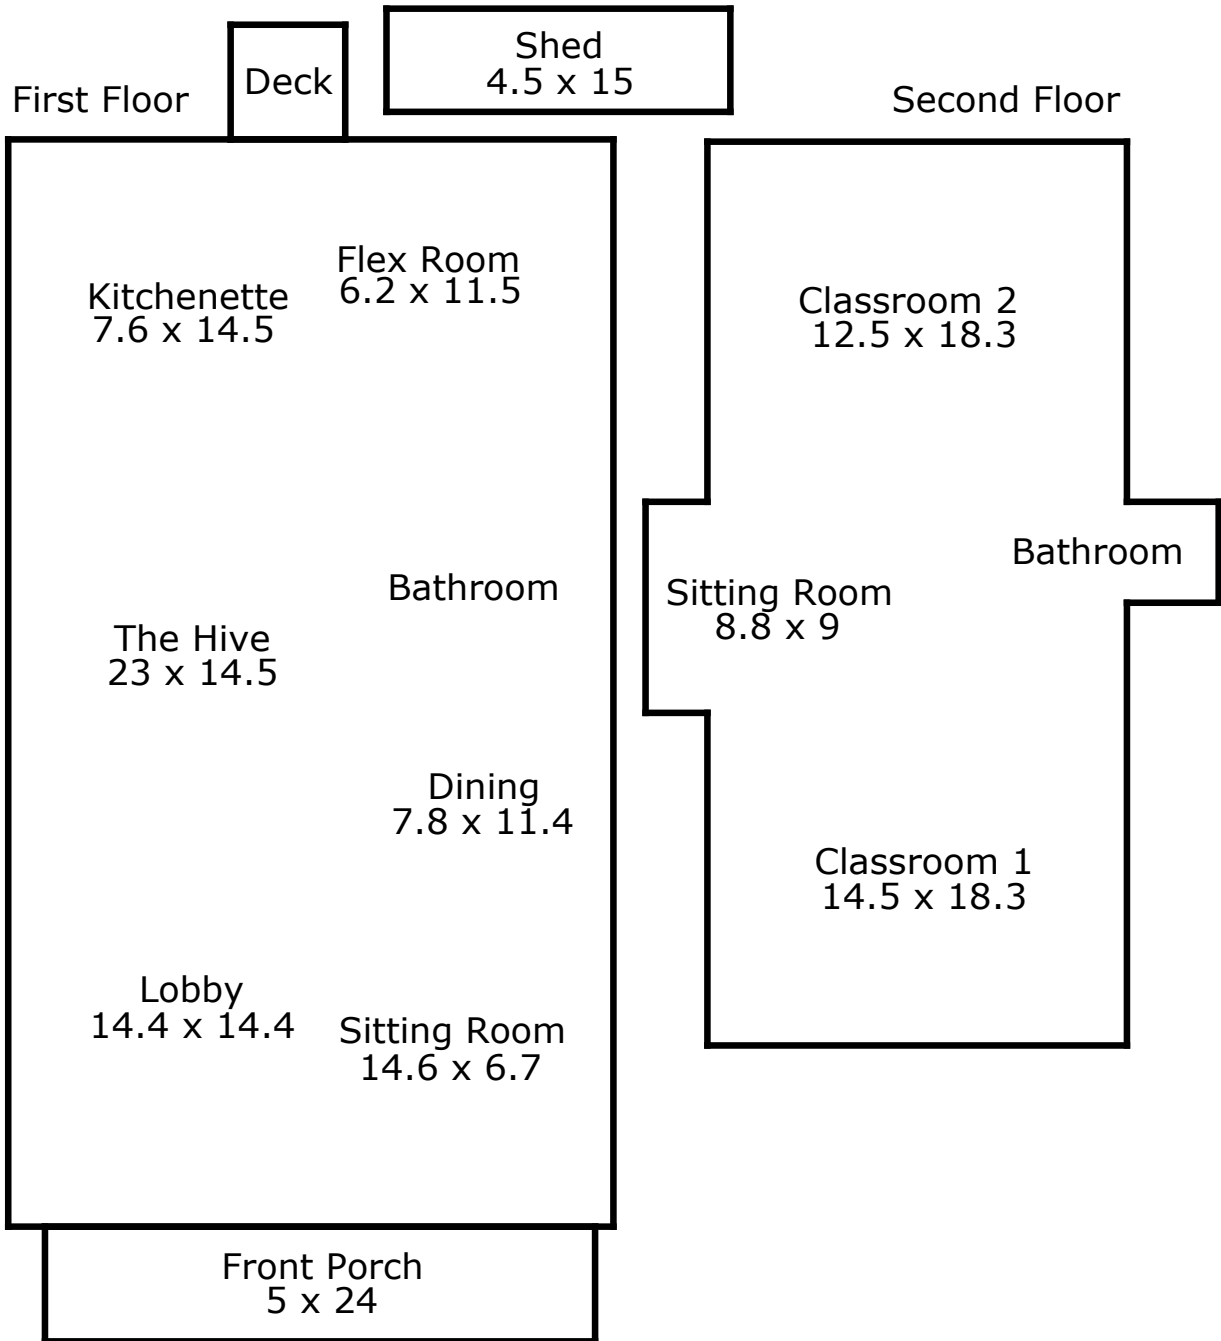 First Floor
Deck
Shed
4.5 x 15
Second Floor
Kitchenette
7.6 x 14.5
Flex Room
6.2 x 11.5
Bathroom
The Hive
23 x 14.5
Dining
7.8 x 11.4
Lobby
14.4 x 14.4
Sitting Room
14.6 x 6.7
Front Porch
5 x 24
Classroom 2
12.5 x 18.3
Bathroom
Sitting Room
8.8 x 9
Classroom 1
14.5 x 18.3